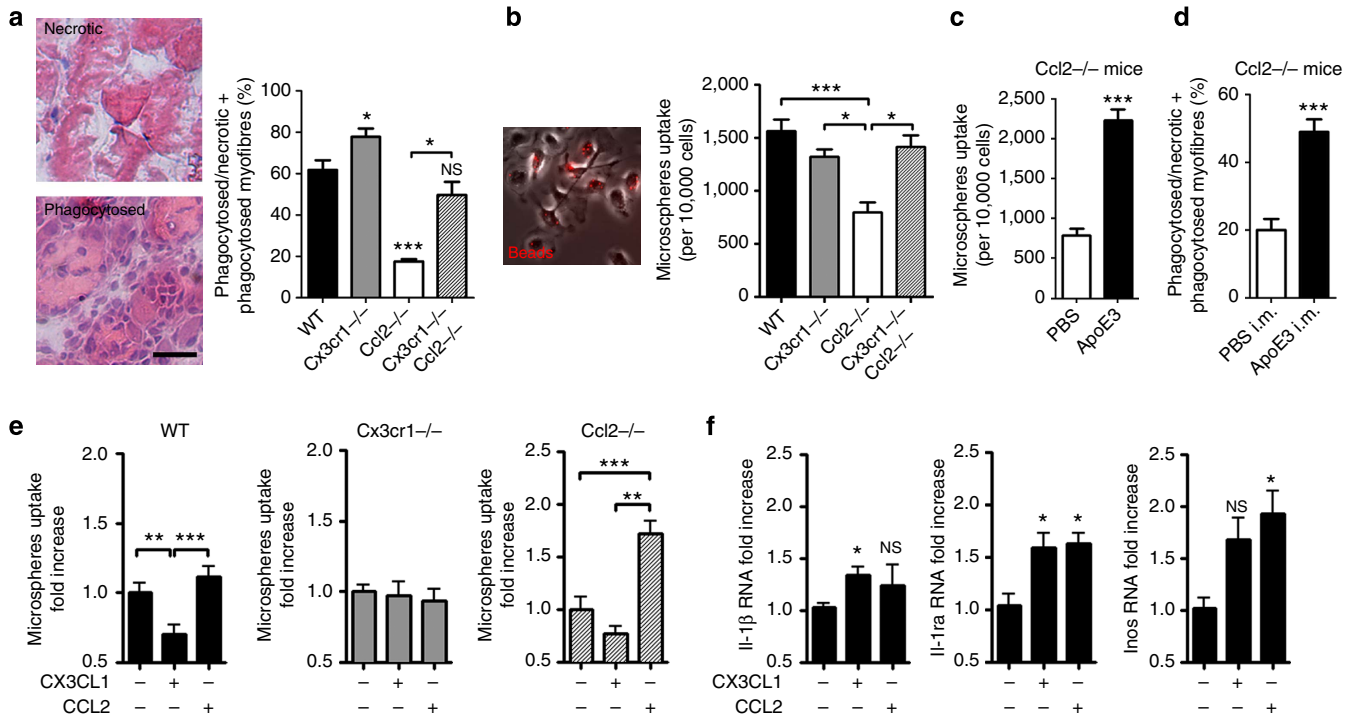 a
Necrotic
Phagocytosed
Phagocytosed/necrotic +
phagocytosed myofibres (%)
100
80
60
40
20
0
*
***
*
NS
WT
Cx3cr1–/–
Ccl2–/–
Cx3cr1–/–
Ccl2–/–
b
Beads
Microspheres uptake
(per 10,000 cells)
2,000
1,500
1,000
500
0
***
*
*
WT
Cx3cr1–/–
Ccl2–/–
Cx3cr1–/–
Ccl2–/–
c
Ccl2–/– mice
Microscpheres uptake
(per 10,000 cells)
2,500
2,000
1,500
1,000
500
0
***
PBS
ApoE3
d
Ccl2–/– mice
Phagocytosed/necrotic +
phagocytosed myofibres (%)
60
40
20
0
***
PBS i.m.
ApoE3 i.m.
e
WT
Microspheres uptake
fold increase
2.0
1.5
1.0
0.5
** ***
CX3CL1 – + –
CCL2 – – +
Cx3cr1–/–
Microspheres uptake
fold increase
2.0
1.5
1.0
0.5
– + –
– – +
Ccl2–/–
Microspheres uptake
fold increase
2.5
2.0
1.5
1.0
0.5
***
**
– + –
– – +
f
Il-1β RNA fold increase
2.5
2.0
1.5
1.0
0.5
* NS
CX3CL1 – + –
CCL2 – – +
Il-1ra RNA fold increase
2.5
2.0
1.5
1.0
0.5
* *
– + –
– – +
Inos RNA fold increase
2.5
2.0
1.5
1.0
0.5
NS *
– + –
– – +